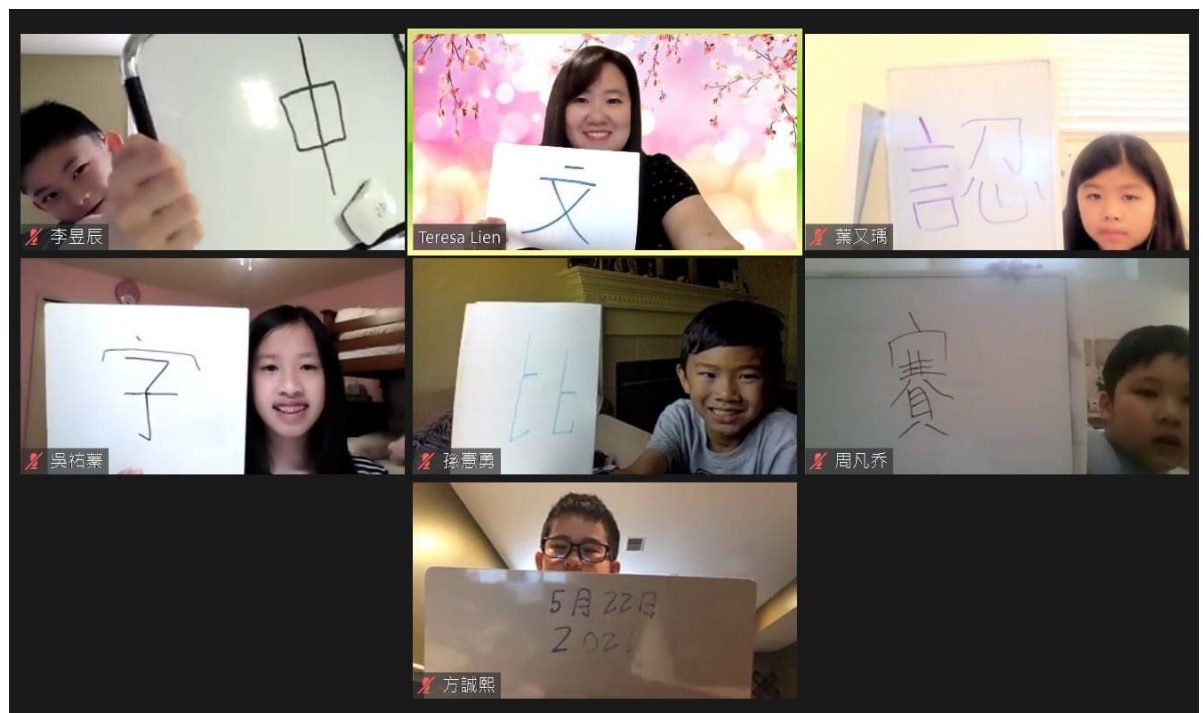 中
李昱辰
文
Teresa Lien
認
葉又瑀
字
吳祐蓁
比
孫憲勇
賽
周凡乔
5月22日
202
方誠熙